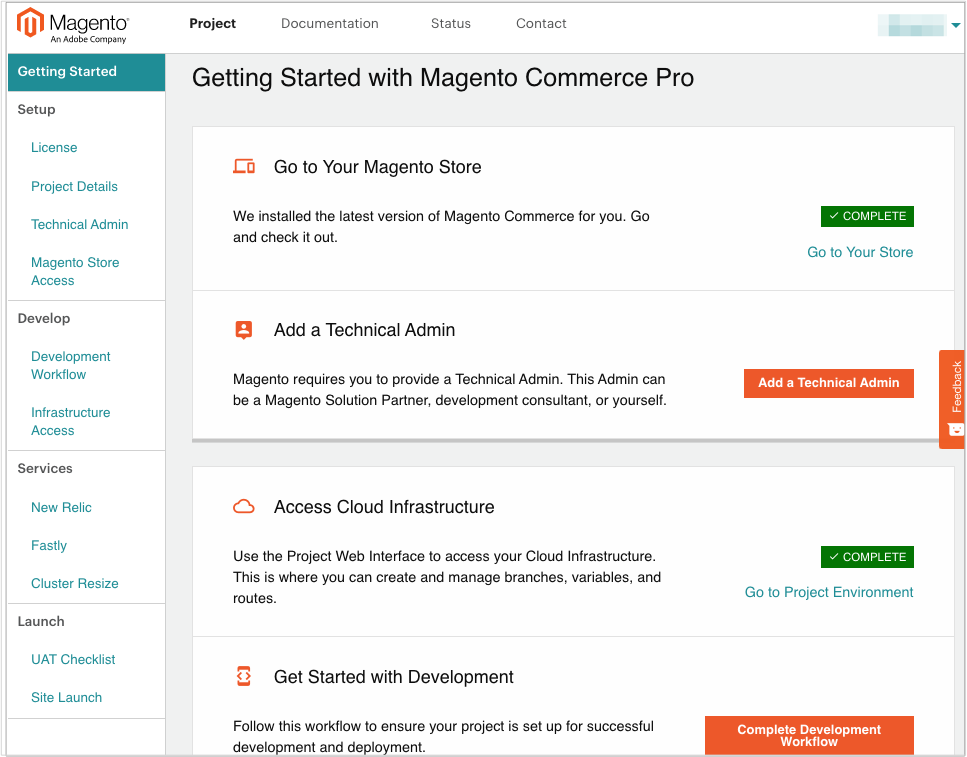 Magento
An Adobe Company
Project
Documentation
Status
Contact
Getting Started
Setup
License
Project Details
Technical Admin
Magento Store
Access
Develop
Development
Workflow
Infrastructure
Access
Services
New Relic
Fastly
Cluster Resize
Launch
UAT Checklist
Site Launch
Getting Started with Magento Commerce Pro
Go to Your Magento Store
We installed the latest version of Magento Commerce for you. Go
and check it out.
COMPLETE
Go to Your Store
Add a Technical Admin
Magento requires you to provide a Technical Admin. This Admin can
be a Magento Solution Partner, development consultant, or yourself.
Add a Technical Admin
Access Cloud Infrastructure
Use the Project Web Interface to access your Cloud Infrastructure.
This is where you can create and manage branches, variables, and
routes.
COMPLETE
Go to Project Environment
Get Started with Development
Follow this workflow to ensure your project is set up for successful
development and deployment.
Complete Development
Workflow
Feedback